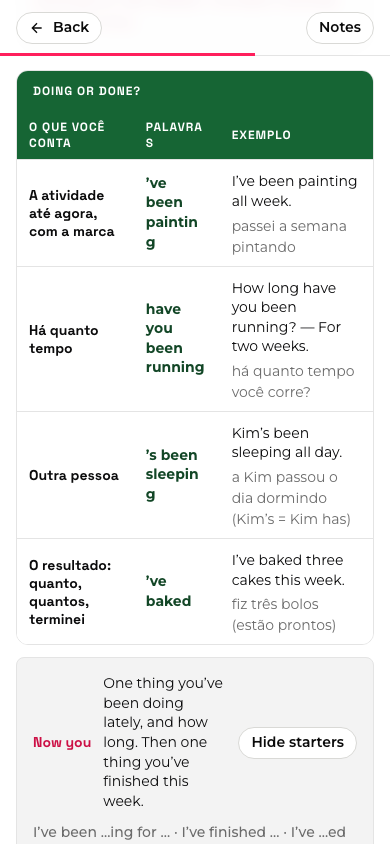 ← Back
Notes
DOING OR DONE?
O QUE VOCÊ
CONTA
PALAVRA
S
EXEMPLO
A atividade
até agora,
com a marca
’ve
been
paintin
g
I’ve been painting
all week.
passei a semana
pintando
Há quanto
tempo
have
you
been
running
How long have
you been
running? — For
two weeks.
há quanto tempo
você corre?
Outra pessoa
’s been
sleepin
g
Kim’s been
sleeping all day.
a Kim passou o
dia dormindo
(Kim’s = Kim has)
O resultado:
quanto,
quantos,
terminei
’ve
baked
I’ve baked three
cakes this week.
fiz três bolos
(estão prontos)
Now you
One thing you’ve
been doing
lately, and how
long. Then one
thing you’ve
finished this
week.
Hide starters
I’ve been …ing for … · I’ve finished … · I’ve …ed